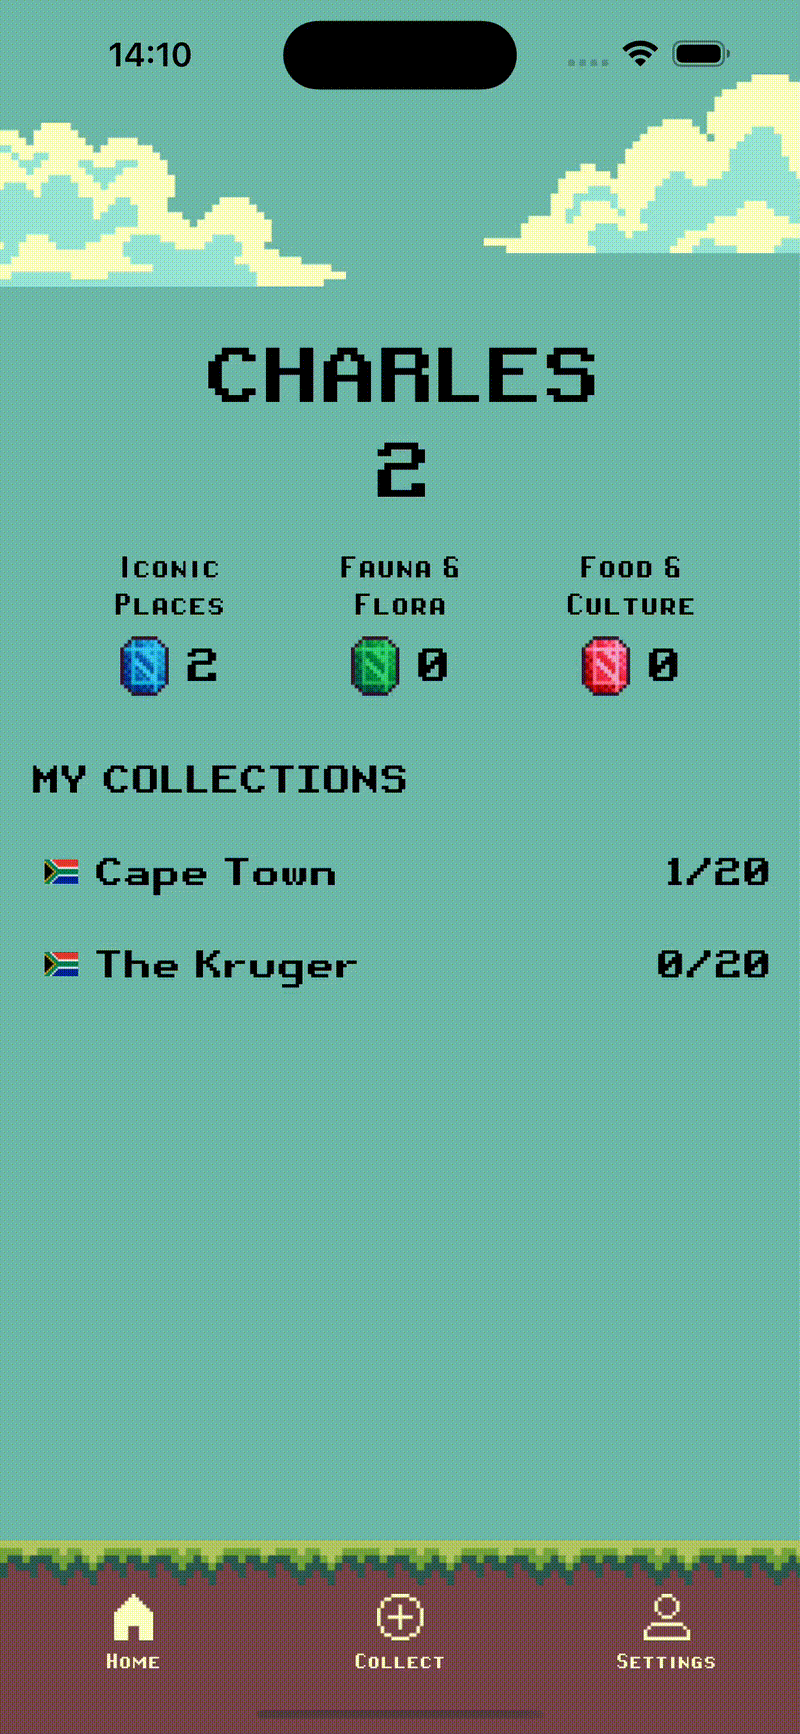 14:10
CHARLES
2
Iconic Places
Fauna & Flora
Food & Culture
2
0
0
MY COLLECTIONS
Cape Town 1/20
The Kruger 0/20
Home Collect Settings